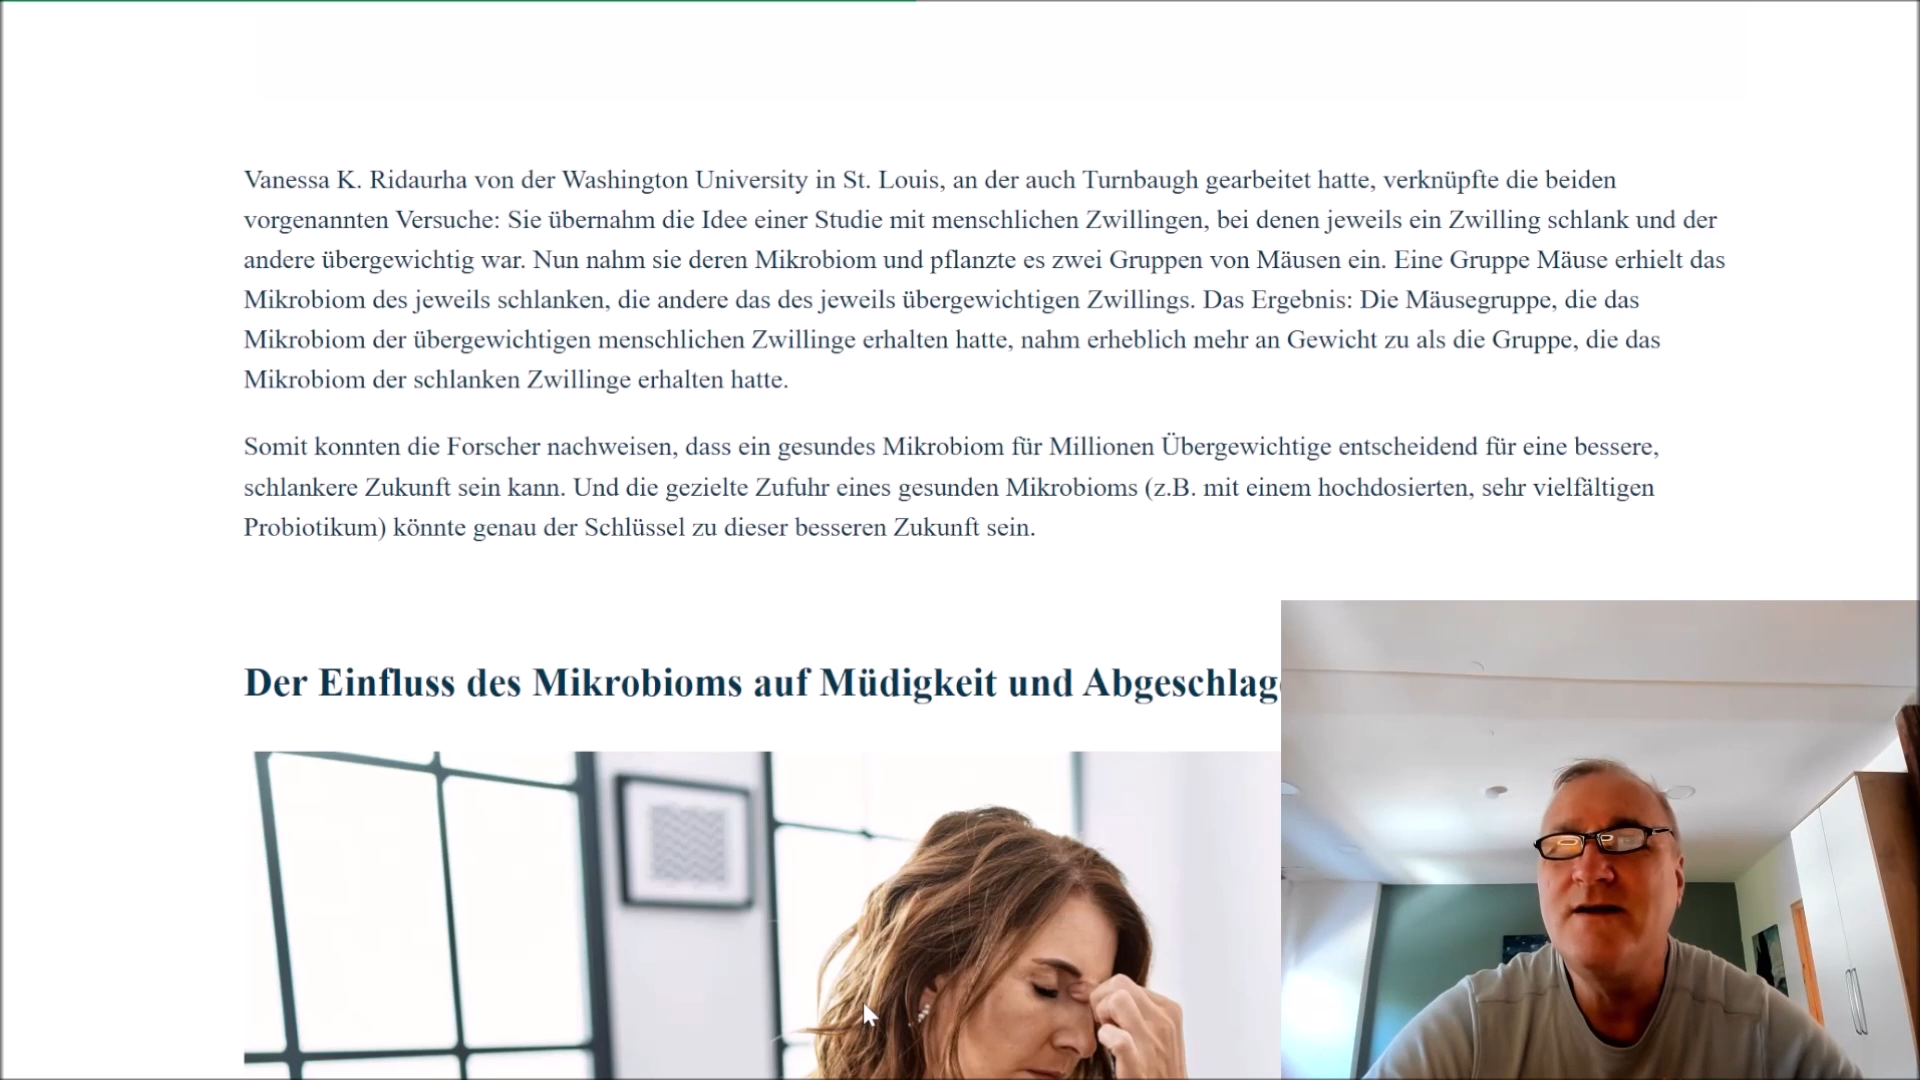 Vanessa K. Ridaurha von der Washington University in St. Louis, an der auch Turnbaugh gearbeitet hatte, verknüpfte die beiden
vorgenannten Versuche: Sie übernahm die Idee einer Studie mit menschlichen Zwillingen, bei denen jeweils ein Zwilling schlank und der
andere übergewichtig war. Nun nahm sie deren Mikrobiom und pflanzte es zwei Gruppen von Mäusen ein. Eine Gruppe Mäuse erhielt das
Mikrobiom des jeweils schlanken, die andere das des jeweils übergewichtigen Zwillings. Das Ergebnis: Die Mäusegruppe, die das
Mikrobiom der übergewichtigen menschlichen Zwillinge erhalten hatte, nahm erheblich mehr an Gewicht zu als die Gruppe, die das
Mikrobiom der schlanken Zwillinge erhalten hatte.
Somit konnten die Forscher nachweisen, dass ein gesundes Mikrobiom für Millionen Übergewichtige entscheidend für eine bessere,
schlankere Zukunft sein kann. Und die gezielte Zufuhr eines gesunden Mikrobioms (z.B. mit einem hochdosierten, sehr vielfältigen
Probiotikum) könnte genau der Schlüssel zu dieser besseren Zukunft sein.
Der Einfluss des Mikrobioms auf Müdigkeit und Abgeschlag